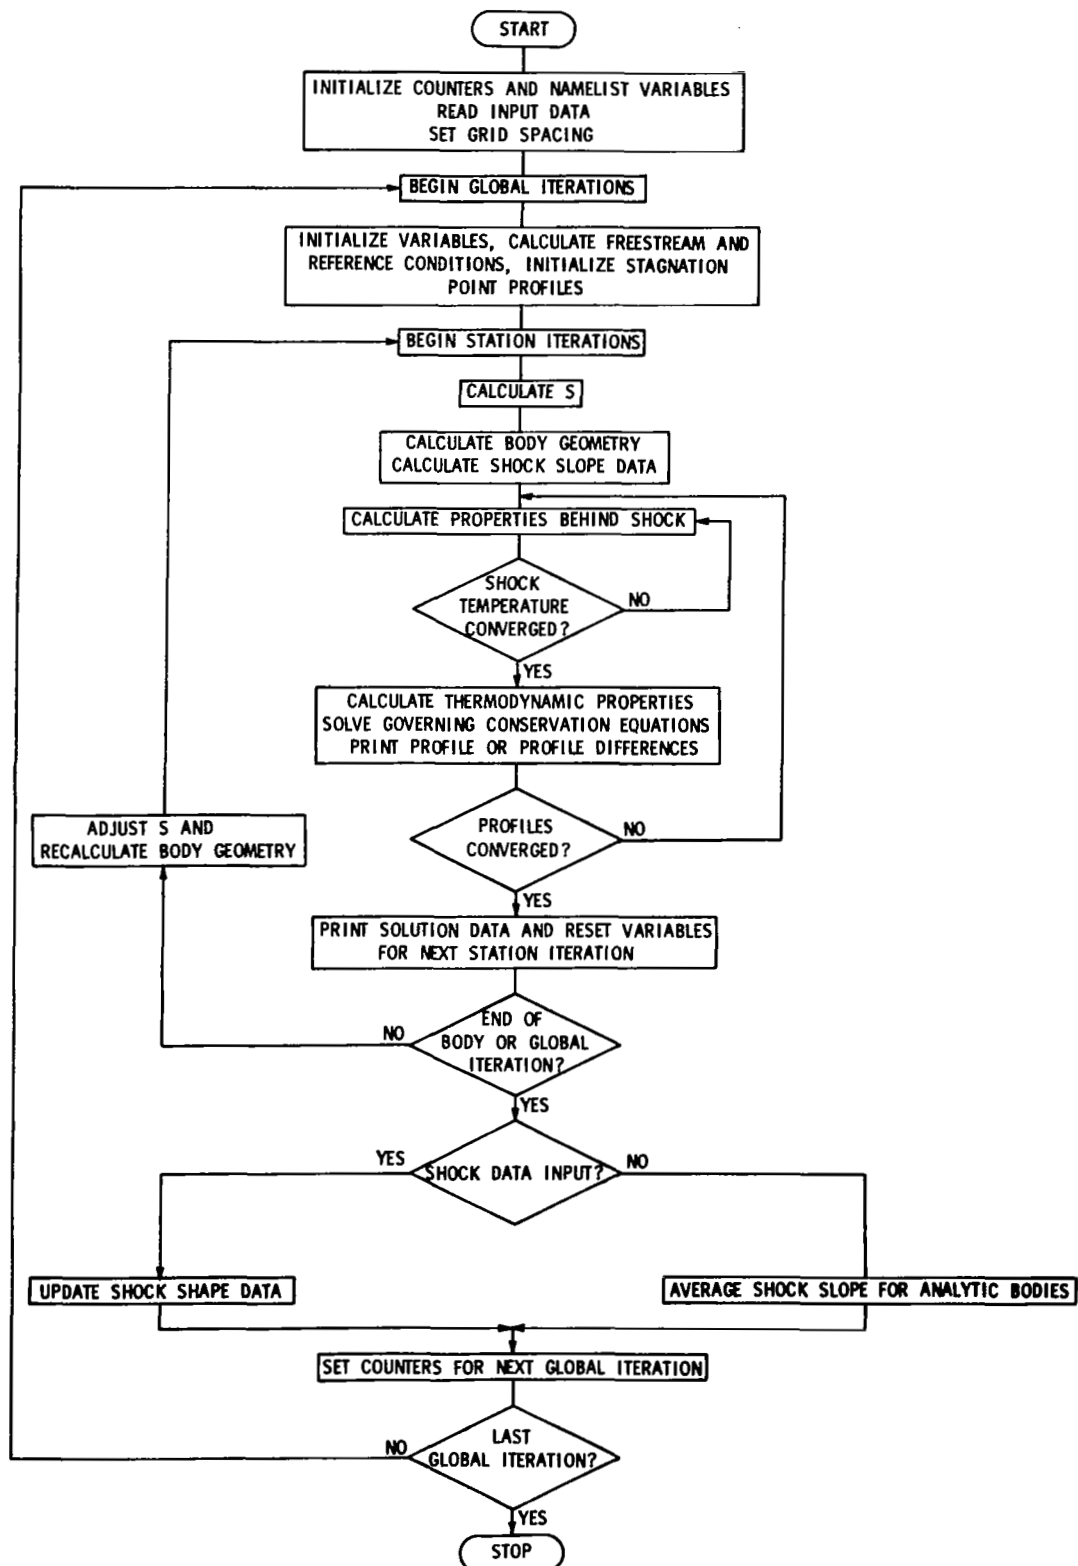 START
INITIALIZE COUNTERS AND NAMELIST VARIABLES
READ INPUT DATA
SET GRID SPACING
BEGIN GLOBAL ITERATIONS
INITIALIZE VARIABLES, CALCULATE FREESTREAM AND
REFERENCE CONDITIONS, INITIALIZE STAGNATION
POINT PROFILES
BEGIN STATION ITERATIONS
CALCULATE S
CALCULATE BODY GEOMETRY
CALCULATE SHOCK SLOPE DATA
CALCULATE PROPERTIES BEHIND SHOCK
SHOCK
TEMPERATURE
CONVERGED?
NO
YES
CALCULATE THERMODYNAMIC PROPERTIES
SOLVE GOVERNING CONSERVATION EQUATIONS
PRINT PROFILE OR PROFILE DIFFERENCES
ADJUST S AND
RECALCULATE BODY GEOMETRY
PROFILES
CONVERGED?
NO
YES
PRINT SOLUTION DATA AND RESET VARIABLES
FOR NEXT STATION ITERATION
NO
END OF
BODY OR GLOBAL
ITERATION?
YES
YES
SHOCK DATA INPUT?
NO
UPDATE SHOCK SHAPE DATA
AVERAGE SHOCK SLOPE FOR ANALYTIC BODIES
SET COUNTERS FOR NEXT GLOBAL ITERATION
NO
LAST
GLOBAL ITERATION?
YES
STOP